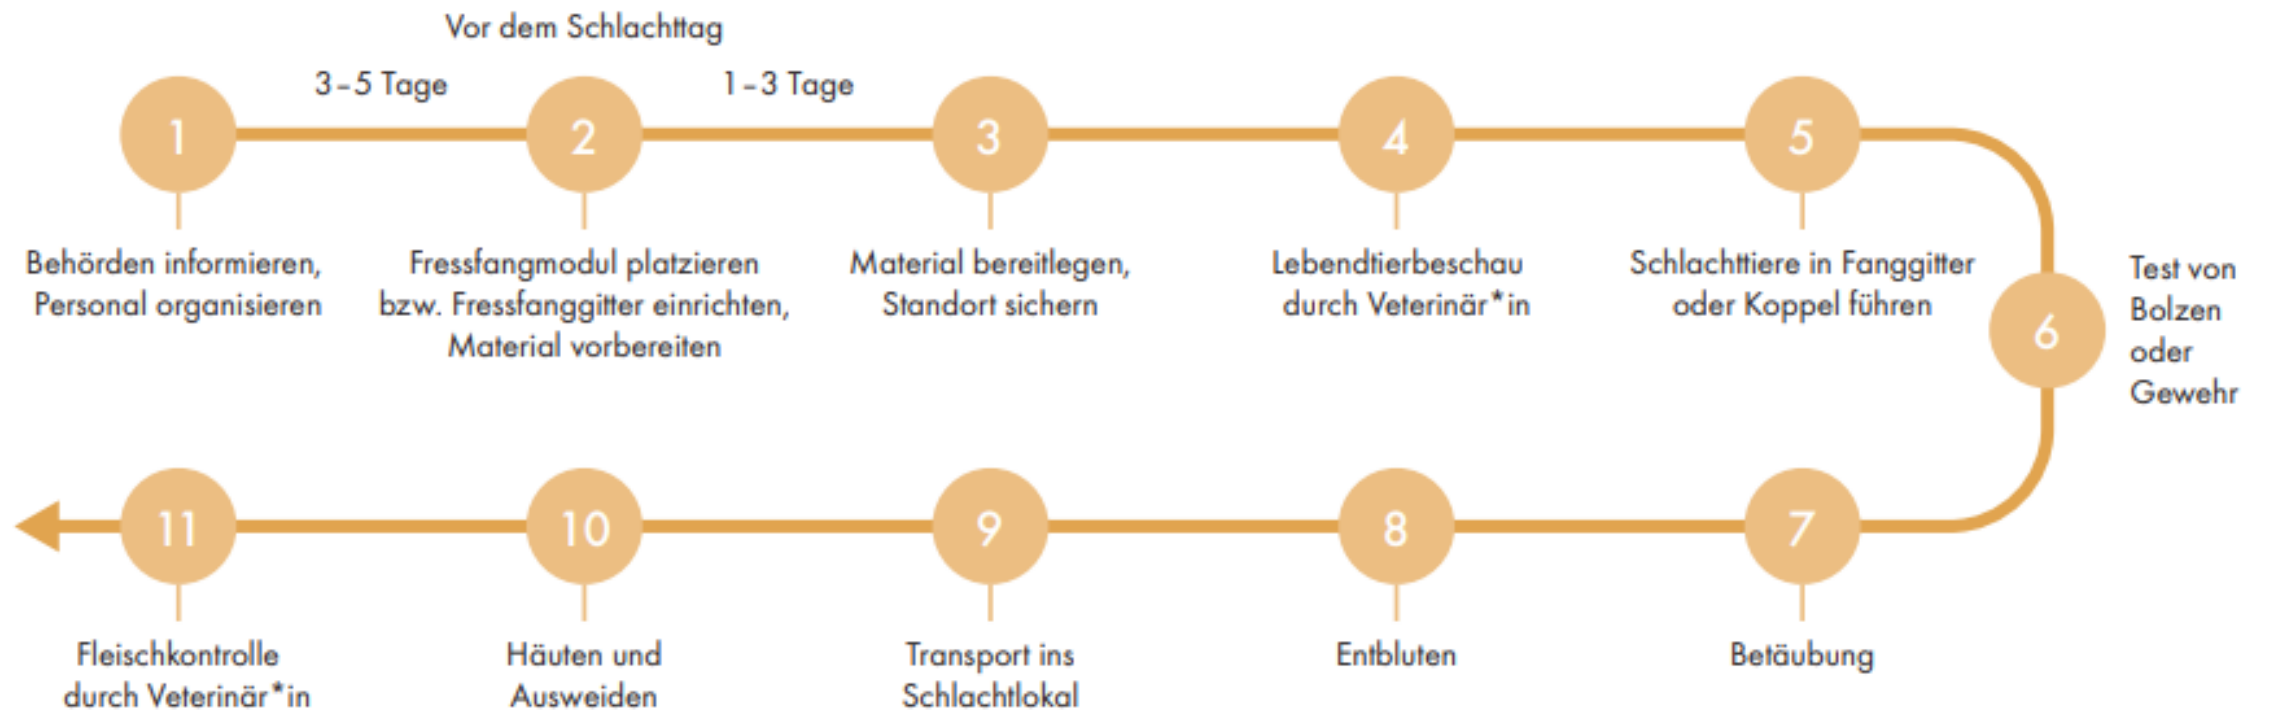 Vor dem Schlachttag
3–5 Tage
1–3 Tage
1
2
3
4
5
Behörden informieren,
Personal organisieren
Fressfangmodul platzieren
bzw. Fressfanggitter einrichten,
Material vorbereiten
Material bereitlegen,
Standort sichern
Lebendtierbeschau
durch Veterinär*in
Schlachttiere in Fanggitter
oder Koppel führen
6
Test von
Bolzen
oder
Gewehr
7
Betäubung
8
Entbluten
9
Transport ins
Schlachtlokal
10
Häuten und
Ausweiden
11
Fleischkontrolle
durch Veterinär*in